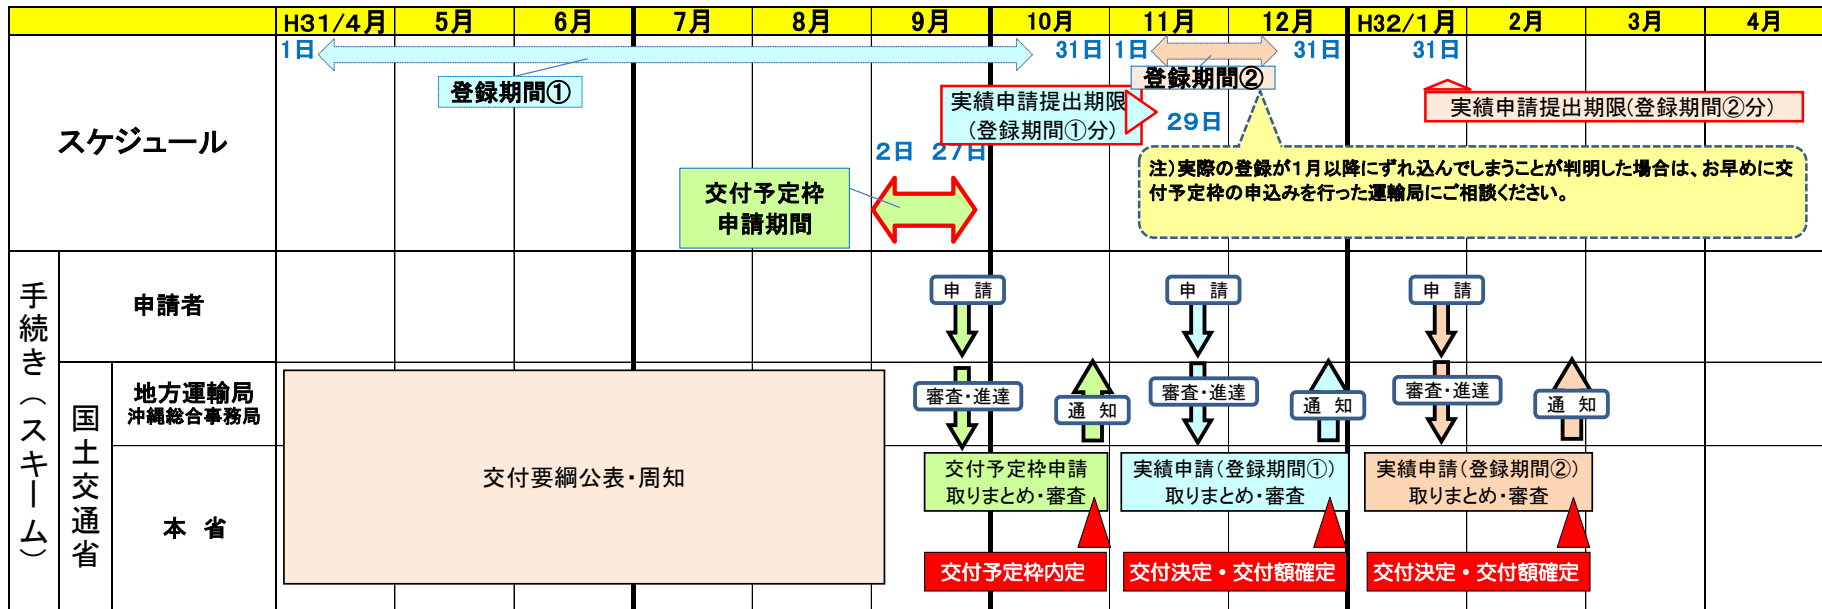 H31/4月 5月 6月 7月 8月 9月 10月 11月 12月 H32/1月 2月 3月 4月
スケジュール
1日 31日 1日 31日 31日
登録期間①
登録期間②
実績申請提出期限
(登録期間①分)
29日
実績申請提出期限(登録期間②分)
2日 27日
交付予定枠
申請期間
注)実際の登録が1月以降にずれ込んでしまうことが判明した場合は、お早めに交
付予定枠の申込みを行った運輸局にご相談ください。
手続き(スキーム)
申請者
申 請 申 請 申 請
国土交通省
地方運輸局
沖縄総合事務局
審査・進達 通 知 審査・進達 通 知 審査・進達 通 知
本 省
交付要綱公表・周知
交付予定枠申請
取りまとめ・審査
実績申請(登録期間①)
取りまとめ・審査
実績申請(登録期間②)
取りまとめ・審査
交付予定枠内定
交付決定・交付額確定
交付決定・交付額確定